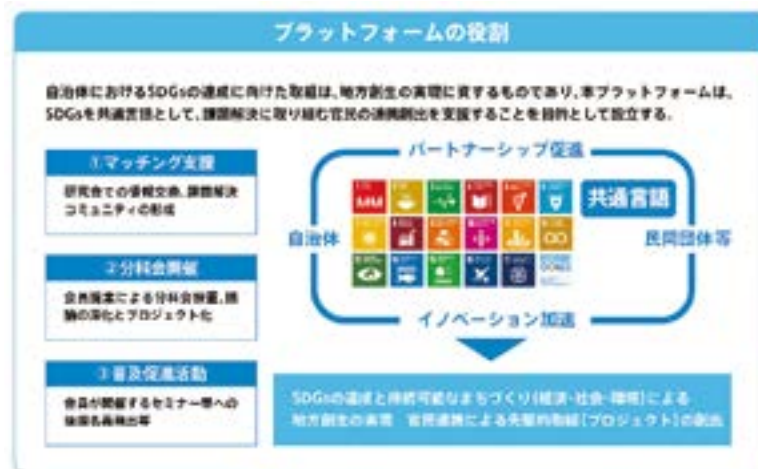 プラットフォームの役割
自治体におけるSDGsの達成に向けた取組は、地方創生の実現に資するものであり、本プラットフォームは、
SDGsを共通言語として、課題解決に取り組む官民の連携創出を支援することを目的として設立する。
①マッチング支援
研究会での情報交換、課題解決
コミュニティの形成
②分科会開催
会員提案による分科会設置、課
題の深化とプロジェクト化
③普及促進活動
会員が開催するセミナー等への
後援名義発出等
パートナーシップ促進
共通言語
自治体
民間団体等
イノベーション加速
SDGsの達成と持続可能なまちづくり(経済・社会・環境)による
地方創生の実現 官民連携による先駆的取組(プロジェクト)の創出